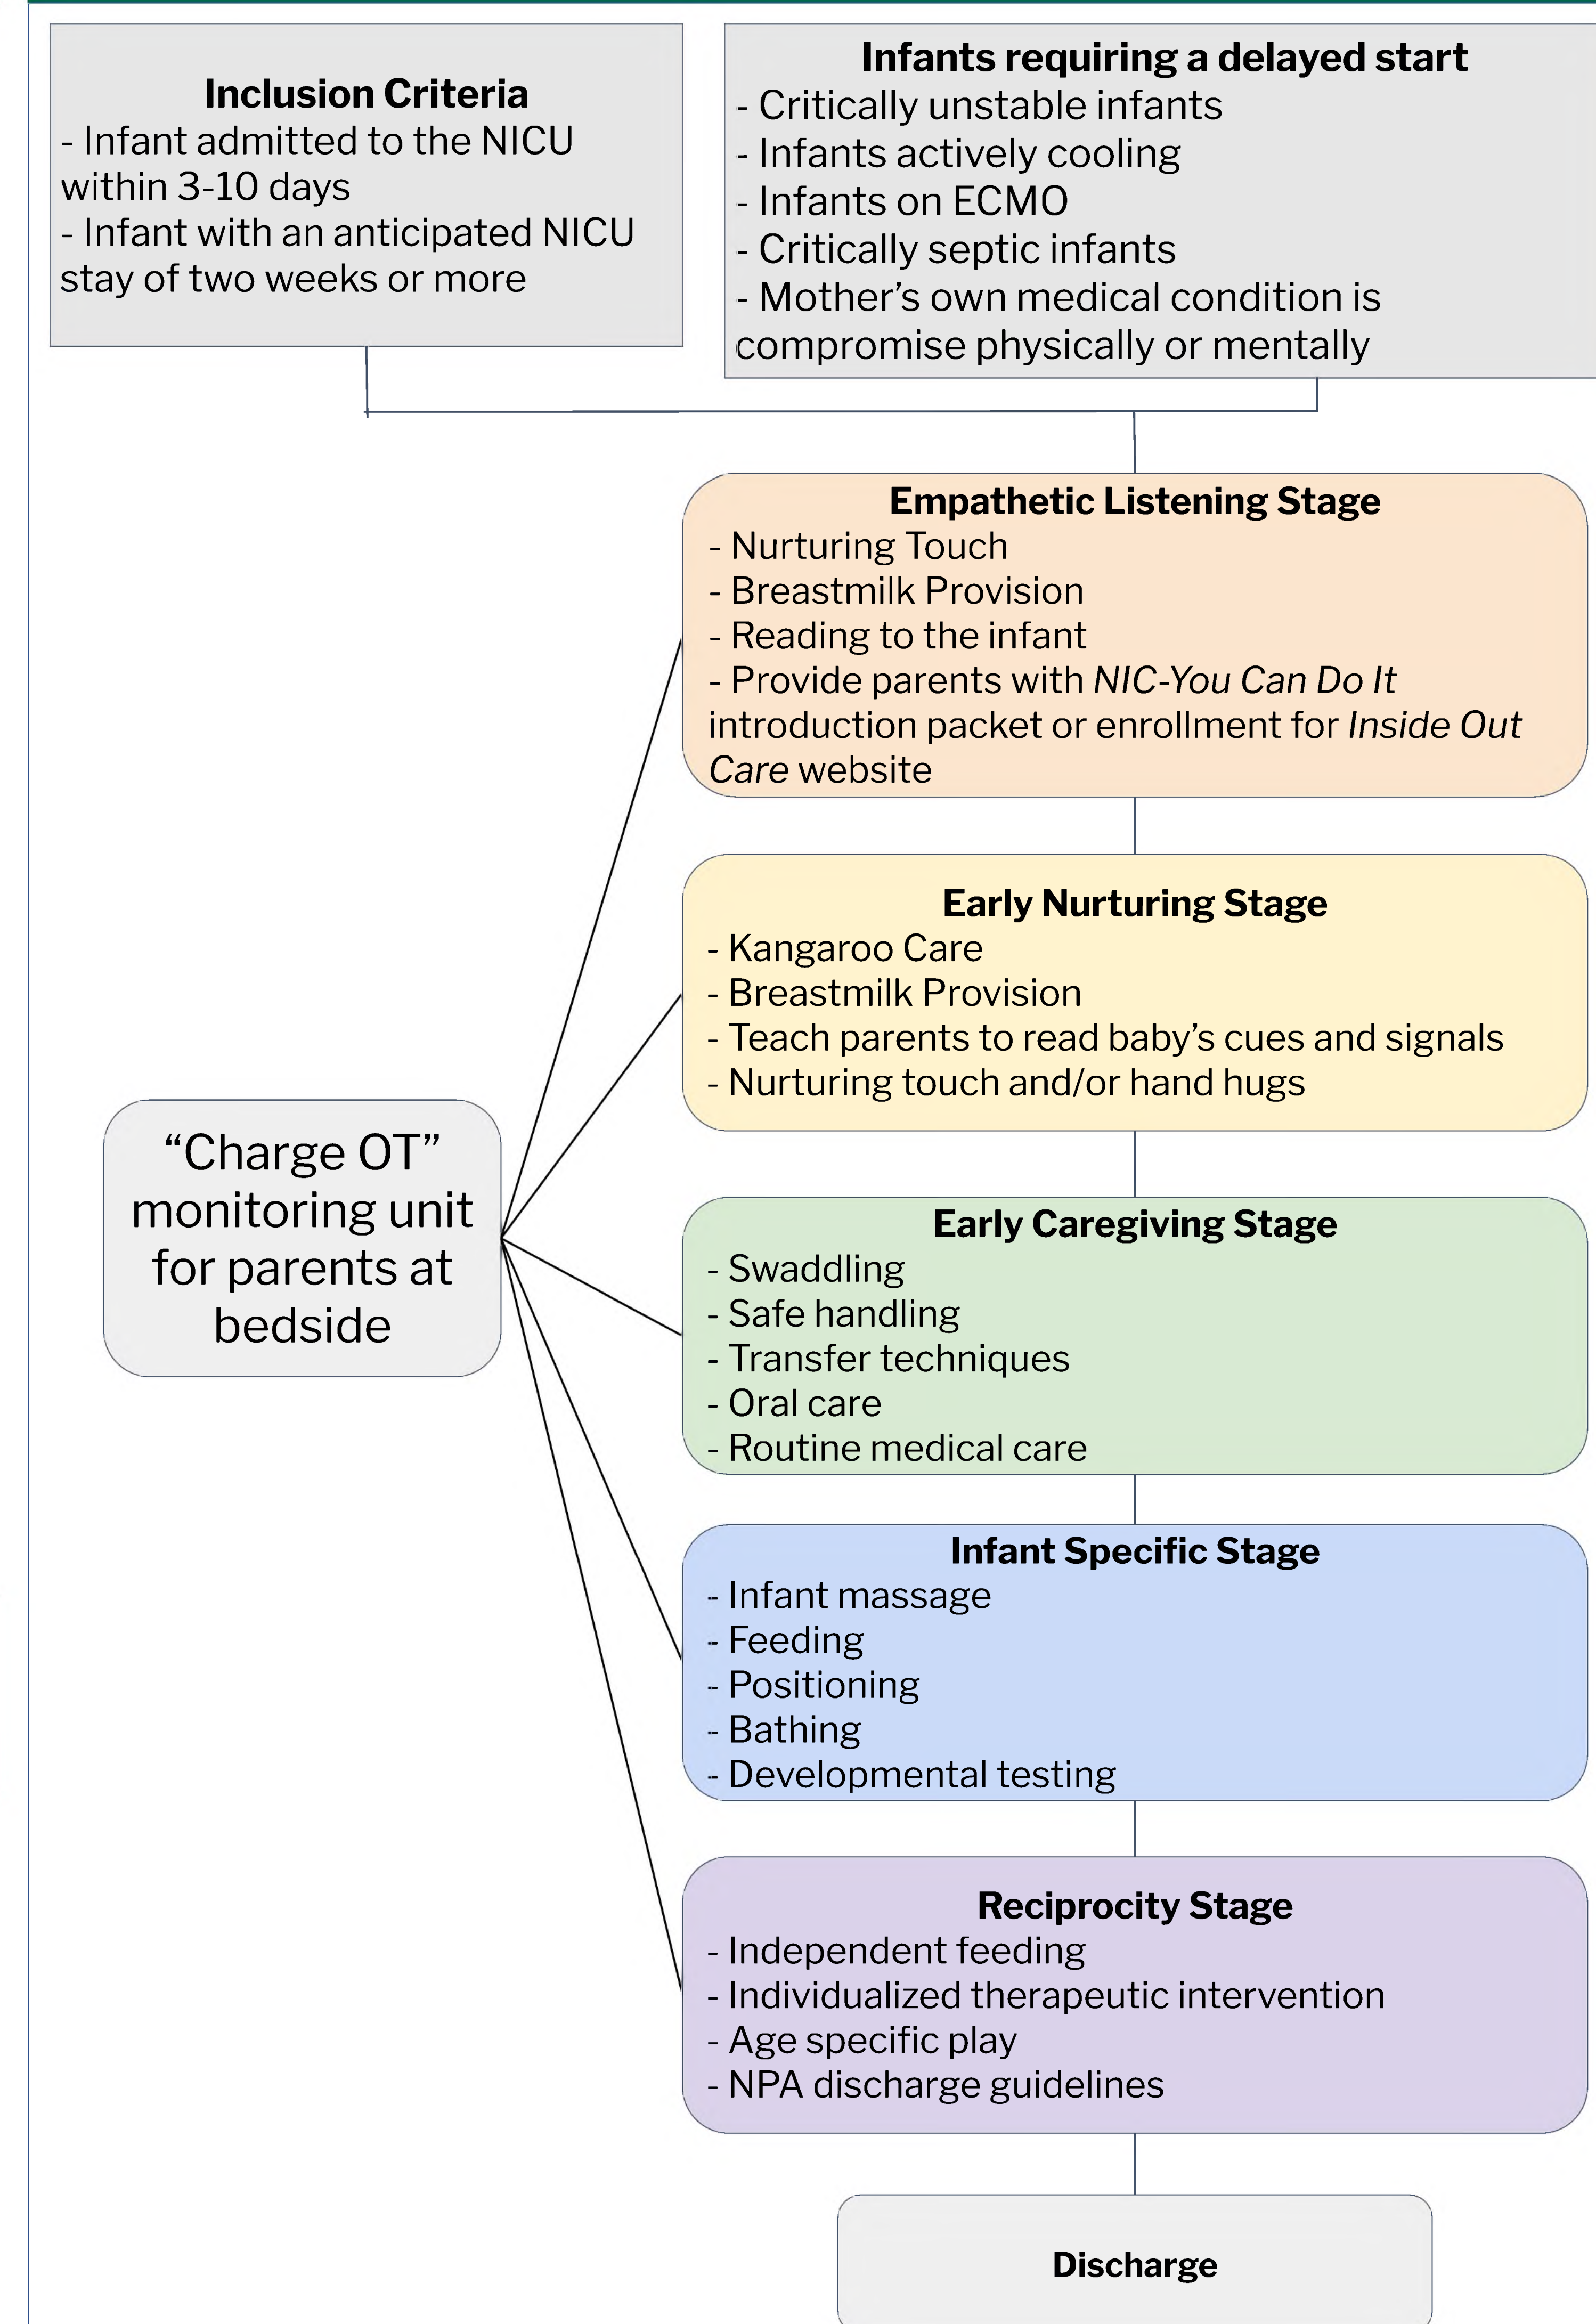 Inclusion Criteria
- Infant admitted to the NICU
within 3-10 days
- Infant with an anticipated NICU
stay of two weeks or more
Infants requiring a delayed start
- Critically unstable infants
- Infants actively cooling
- Infants on ECMO
- Critically septic infants
- Mother’s own medical condition is
compromise physically or mentally
Empathetic Listening Stage
- Nurturing Touch
- Breastmilk Provision
- Reading to the infant
- Provide parents with NIC-You Can Do It
introduction packet or enrollment for Inside Out
Care website
Early Nurturing Stage
- Kangaroo Care
- Breastmilk Provision
- Teach parents to read baby’s cues and signals
- Nurturing touch and/or hand hugs
“Charge OT”
monitoring unit
for parents at
bedside
Early Caregiving Stage
- Swaddling
- Safe handling
- Transfer techniques
- Oral care
- Routine medical care
Infant Specific Stage
- Infant massage
- Feeding
- Positioning
- Bathing
- Developmental testing
Reciprocity Stage
- Independent feeding
- Individualized therapeutic intervention
- Age specific play
- NPA discharge guidelines
Discharge